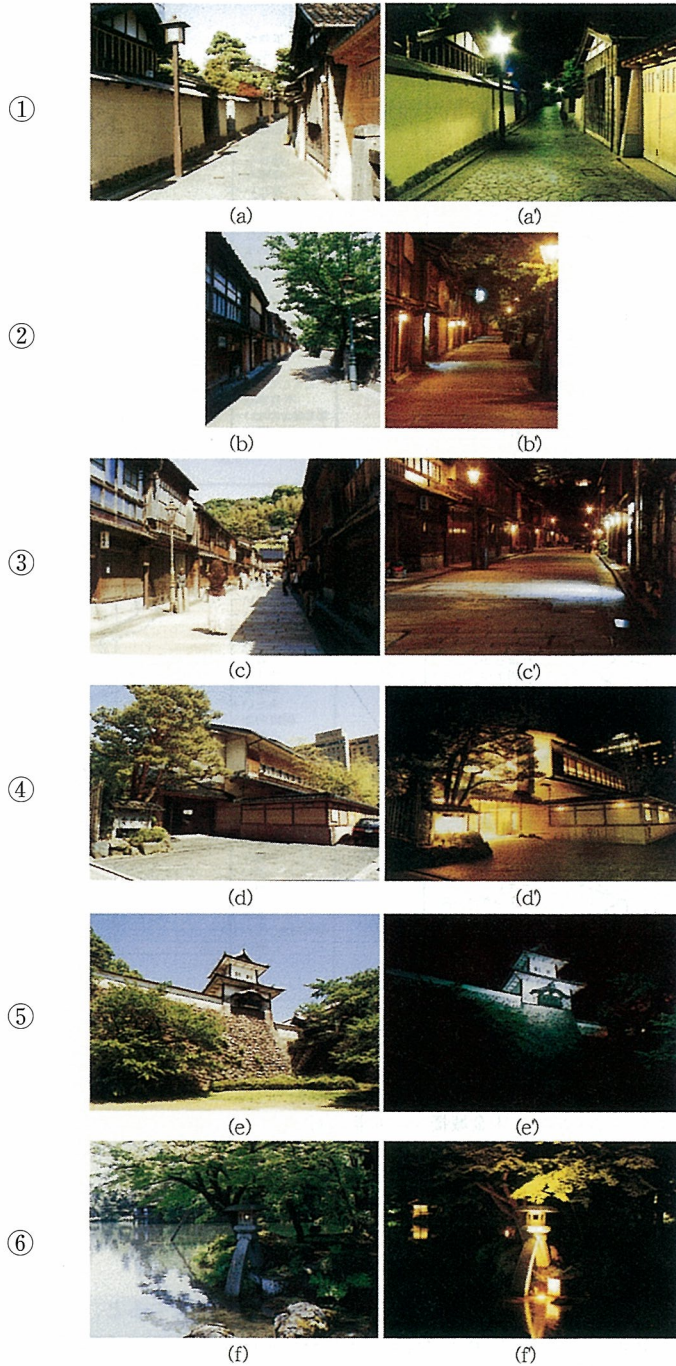 ①
(a) (a')
②
(b) (b')
③
(c) (c')
④
(d) (d')
⑤
(e) (e')
⑥
(f) (f')